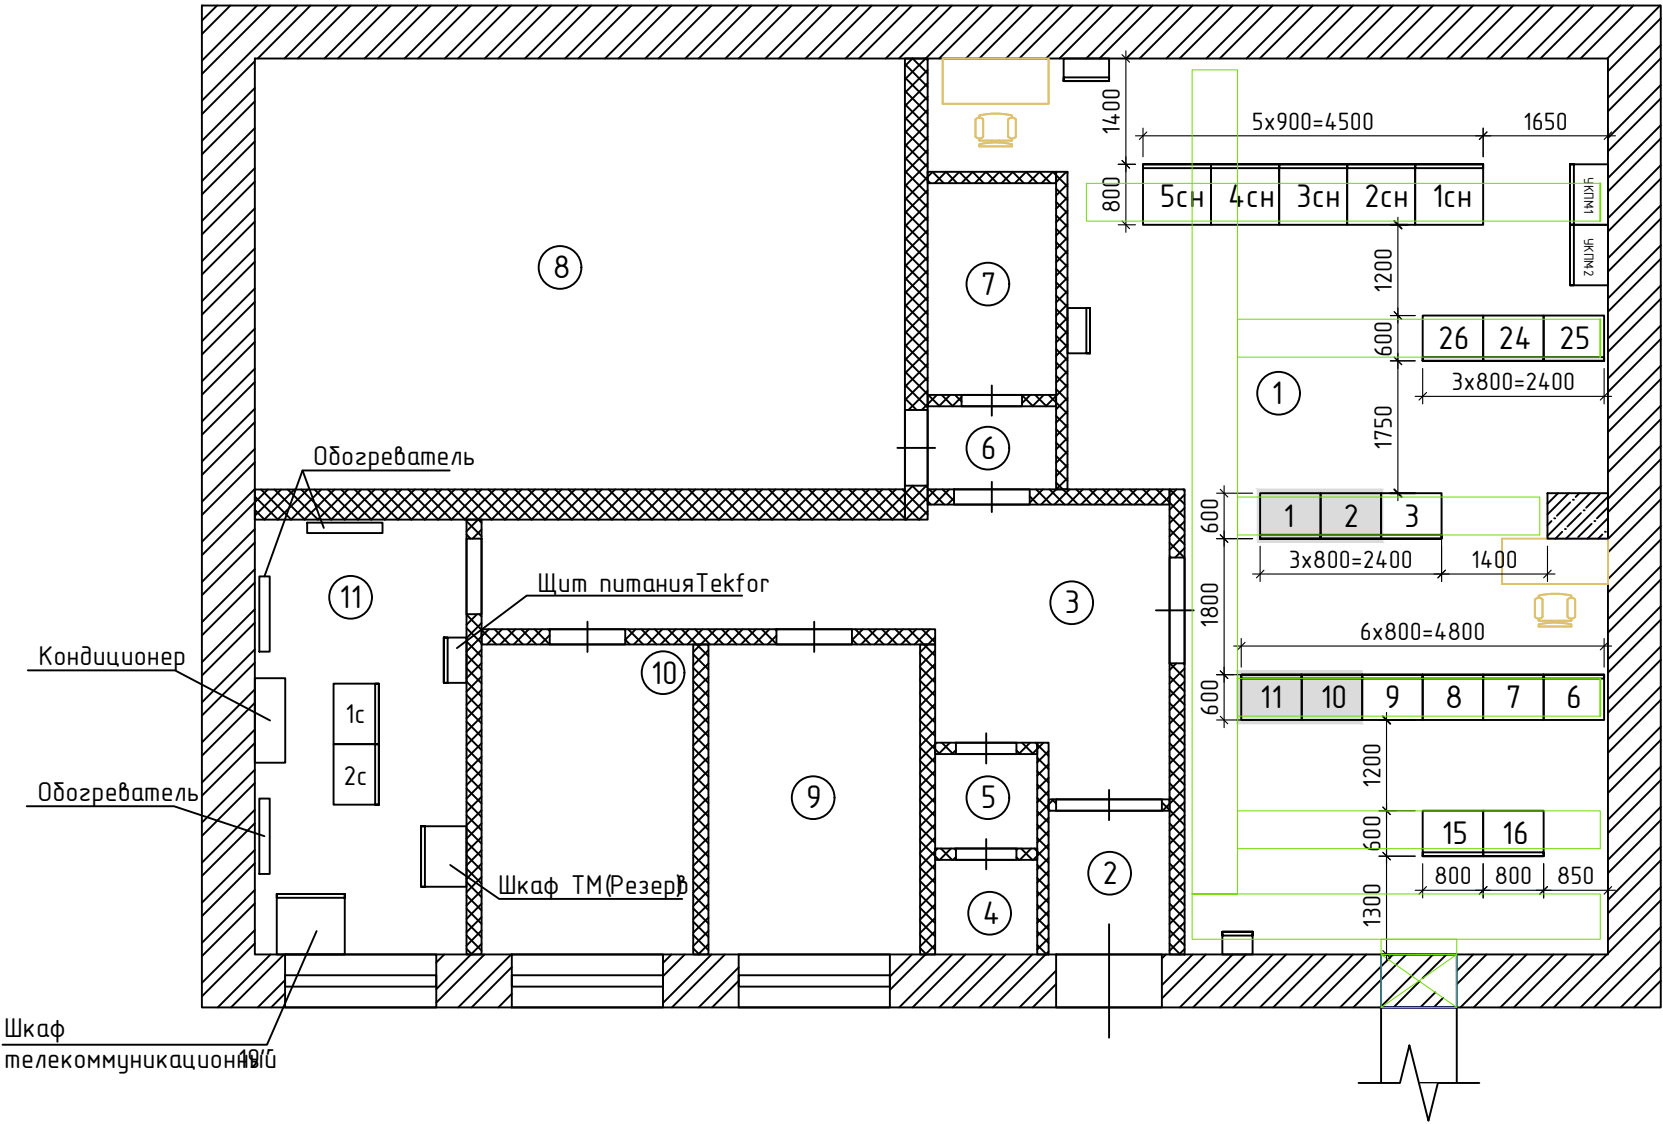 1400
5х900=4500
1650
800
5сн
4сн
3сн
2сн
1сн
УКПМ1
УКПМ2
8
7
1200
600
26
24
25
3х800=2400
1
1750
6
Обогреватель
600
1
2
3
3х800=2400
1400
11
Щит питанияTekfor
3
1800
6х800=4800
Кондиционер
10
600
11
10
9
8
7
6
1с
2с
1200
Обогреватель
9
5
600
15
16
2
800
800
850
Шкаф ТМ(Резерв)
4
1300
Шкаф
телекоммуникационный